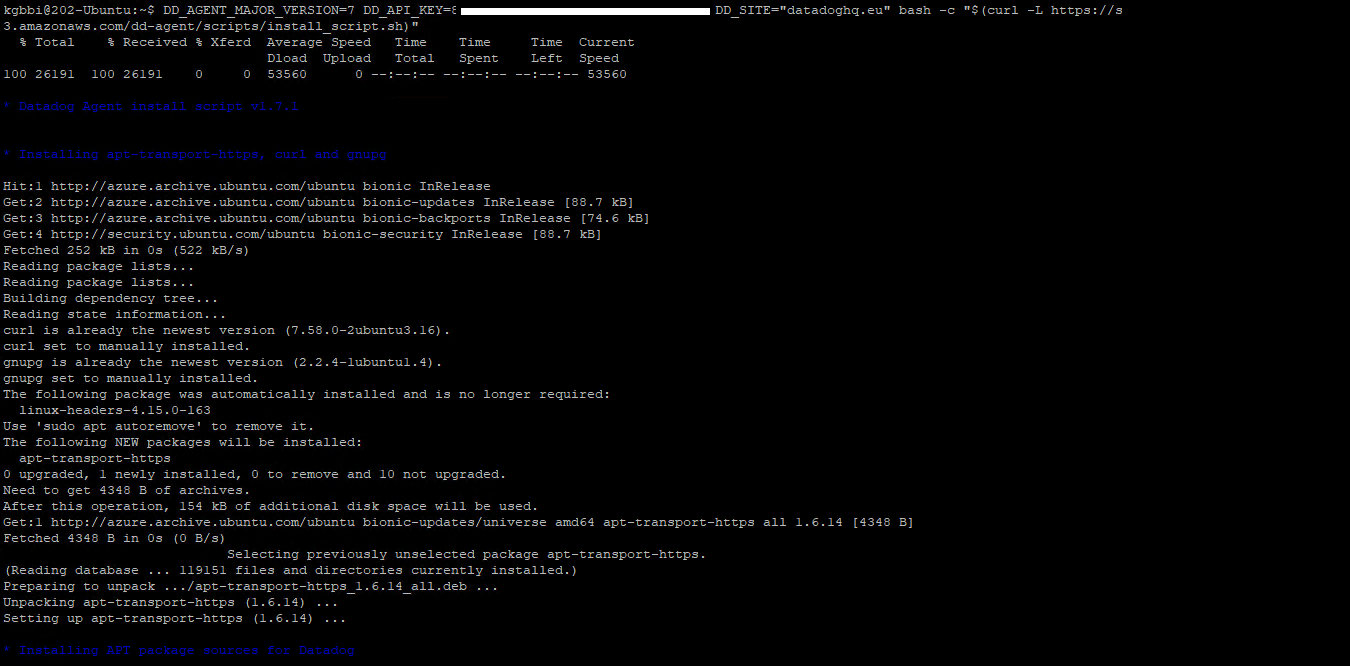 kgbbi@202-Ubuntu:~$ DD_AGENT_MAJOR_VERSION=7 DD_API_KEY=8 DD_SITE="datadoghq.eu" bash -c "$(curl -L https://s
3.amazonaws.com/dd-agent/scripts/install_script.sh)"
  % Total    % Received % Xferd  Average Speed   Time    Time     Time  Current
                                 Dload  Upload   Total   Spent    Left  Speed
100 26191  100 26191    0     0  53560      0 --:--:-- --:--:-- --:--:-- 53560
* Datadog Agent install script v1.7.1
* Installing apt-transport-https, curl and gnupg
Hit:1 http://azure.archive.ubuntu.com/ubuntu bionic InRelease
Get:2 http://azure.archive.ubuntu.com/ubuntu bionic-updates InRelease [88.7 kB]
Get:3 http://azure.archive.ubuntu.com/ubuntu bionic-backports InRelease [74.6 kB]
Get:4 http://security.ubuntu.com/ubuntu bionic-security InRelease [88.7 kB]
Fetched 252 kB in 0s (522 kB/s)
Reading package lists...
Reading package lists...
Building dependency tree...
Reading state information...
curl is already the newest version (7.58.0-2ubuntu3.16).
curl set to manually installed.
gnupg is already the newest version (2.2.4-1ubuntu1.4).
gnupg set to manually installed.
The following package was automatically installed and is no longer required:
  linux-headers-4.15.0-163
Use 'sudo apt autoremove' to remove it.
The following NEW packages will be installed:
  apt-transport-https
0 upgraded, 1 newly installed, 0 to remove and 10 not upgraded.
Need to get 4348 B of archives.
After this operation, 154 kB of additional disk space will be used.
Get:1 http://azure.archive.ubuntu.com/ubuntu bionic-updates/universe amd64 apt-transport-https all 1.6.14 [4348 B]
Fetched 4348 B in 0s (0 B/s)
                            Selecting previously unselected package apt-transport-https.
(Reading database ... 119151 files and directories currently installed.)
Preparing to unpack .../apt-transport-https_1.6.14_all.deb ...
Unpacking apt-transport-https (1.6.14) ...
Setting up apt-transport-https (1.6.14) ...
* Installing APT package sources for Datadog